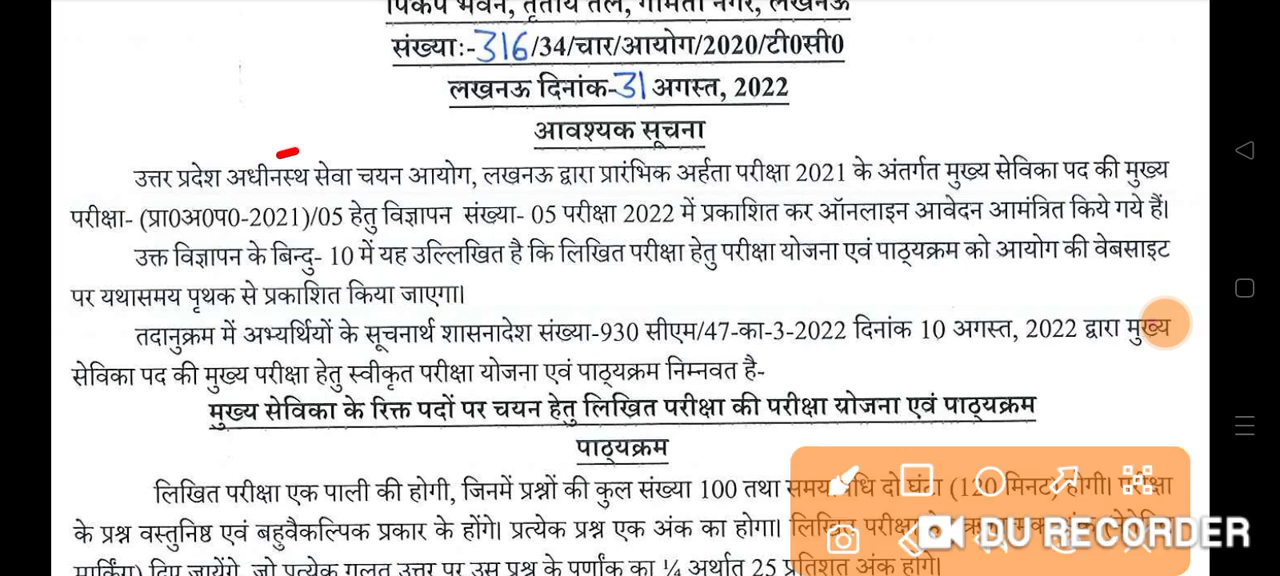 पिकप भवन, तृतीय तल, गोमती नगर, लखनऊ
संख्याः-316/34/चार/आयोग/2020/टी0सी0
लखनऊ दिनांक-31 अगस्त, 2022
आवश्यक सूचना
उत्तर प्रदेश अधीनस्थ सेवा चयन आयोग, लखनऊ द्वारा प्रारंभिक अर्हता परीक्षा 2021 के अंतर्गत मुख्य सेविका पद की मुख्य
परीक्षा- (प्रा0अ0प0-2021)/05 हेतु विज्ञापन संख्या- 05 परीक्षा 2022 में प्रकाशित कर ऑनलाइन आवेदन आमंत्रित किये गये हैं।
उक्त विज्ञापन के बिन्दु- 10 में यह उल्लिखित है कि लिखित परीक्षा हेतु परीक्षा योजना एवं पाठ्यक्रम को आयोग की वेबसाइट
पर यथासमय पृथक से प्रकाशित किया जाएगा।
तदानुक्रम में अभ्यर्थियों के सूचनार्थ शासनादेश संख्या-930 सीएम/47-का-3-2022 दिनांक 10 अगस्त, 2022 द्वारा मुख्य
सेविका पद की मुख्य परीक्षा हेतु स्वीकृत परीक्षा योजना एवं पाठ्यक्रम निम्नवत है-
मुख्य सेविका के रिक्त पदों पर चयन हेतु लिखित परीक्षा की परीक्षा योजना एवं पाठ्यक्रम
पाठ्यक्रम
लिखित परीक्षा एक पाली की होगी, जिनमें प्रश्नों की कुल संख्या 100 तथा समयावधि दो घंटा (120 मिनट) होगी। परीक्षा
के प्रश्न वस्तुनिष्ठ एवं बहुवैकल्पिक प्रकार के होंगे। प्रत्येक प्रश्न एक अंक का होगा। लिखित परीक्षा
DU RECORDER
मार्किंग) दिए जायेंगे, जो प्रत्येक गलत उत्तर पर उस प्रश्न के पूर्णांक का ¼ अर्थात 25 प्रतिशत अंक होंगे।